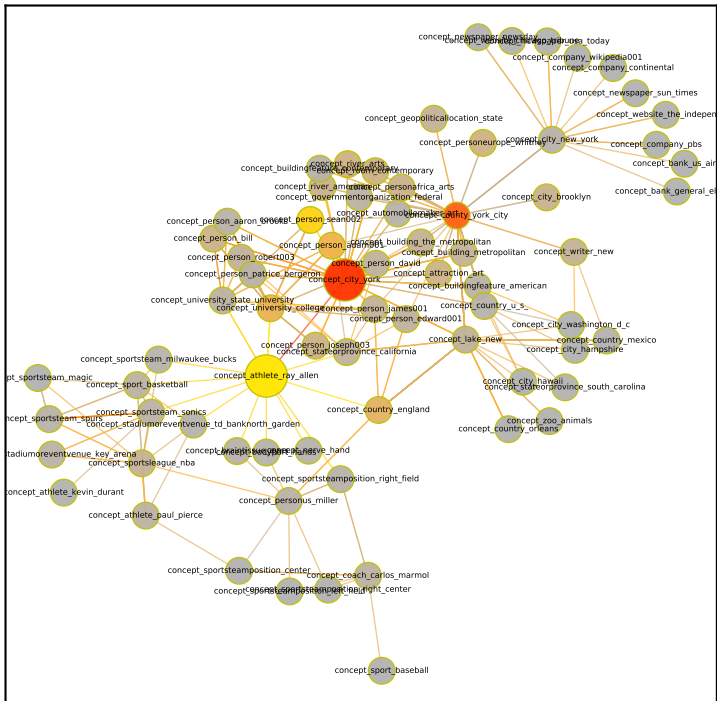 concept_newspaper_newsday
concept_company_wikipedia001
concept_company_continental
concept_newspaper_sun_times
concept_geopoliticallocation_state
concept_website_the_indepen
concept_personeurope_whitney
concept_city_new_york
concept_company_pbs
concept_bank_us_air
concept_river_arts
concept_bank_general_el
concept_personafrica_arts
concept_city_brooklyn
concept_governmentorganization_federal
concept_person_aaron_brooks
concept_person_sean002
concept_person_bill
concept_building_the_metropolitan
concept_building_metropolitan
concept_writer_new
concept_person_robert003
concept_person_david
concept_person_patrice_bergeron
concept_attraction_art
concept_city_york
concept_buildingfeature_american
concept_university_state_university
concept_university_college
concept_person_james001
concept_country_u_s_
concept_person_edward001
concept_city_washington_d_c
concept_lake_new
concept_country_mexico
concept_person_joseph003
concept_city_hampshire
concept_stateorprovince_california
concept_sportsteam_milwaukee_bucks
pt_sportsteam_magic
concept_sport_basketball
concept_athlete_ray_allen
concept_city_hawaii
concept_stateorprovince_south_carolina
concept_country_england
concept_sportsteam_sonics
concept_stadiumoreventvenue_td_banknorth_garden
concept_zoo_animals
concept_country_orleans
concept_sportsleague_nba
concept_sportsteamposition_right_field
concept_athlete_kevin_durant
concept_personus_miller
concept_athlete_paul_pierce
concept_sportsteamposition_center
concept_coach_carlos_marmol
concept_sport_baseball